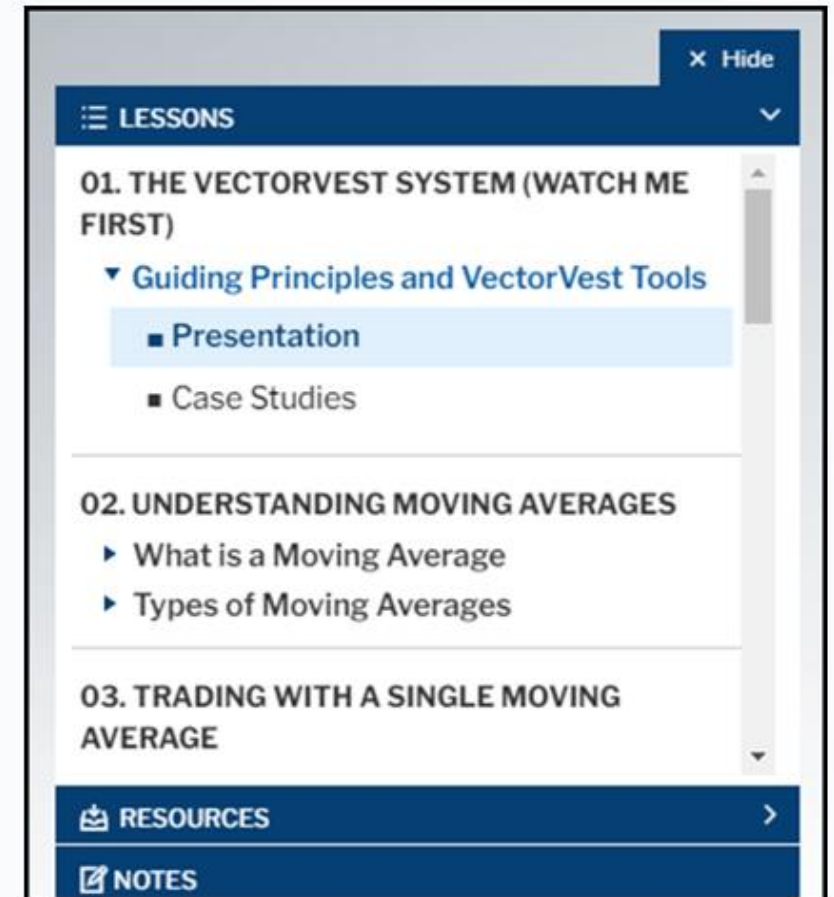 × Hide
LESSONS
01. THE VECTORVEST SYSTEM (WATCH ME
FIRST)
Guiding Principles and VectorVest Tools
Presentation
Case Studies
02. UNDERSTANDING MOVING AVERAGES
What is a Moving Average
Types of Moving Averages
03. TRADING WITH A SINGLE MOVING
AVERAGE
RESOURCES
NOTES